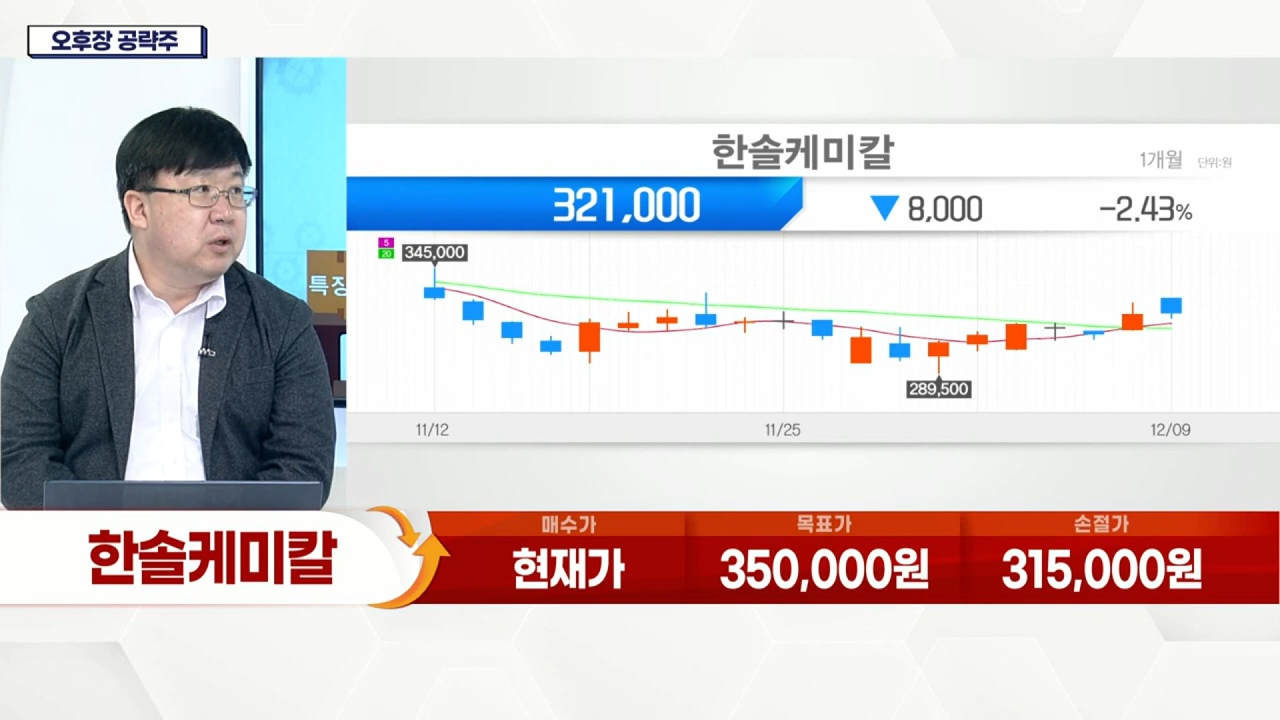 오후장 공략주
한솔케미칼
1개월 단위:원
321,000 ▼8,000 -2.43%
5
20
345,000
289,500
11/12 11/25 12/09
특징
한솔케미칼
매수가 목표가 손절가
현재가 350,000원 315,000원